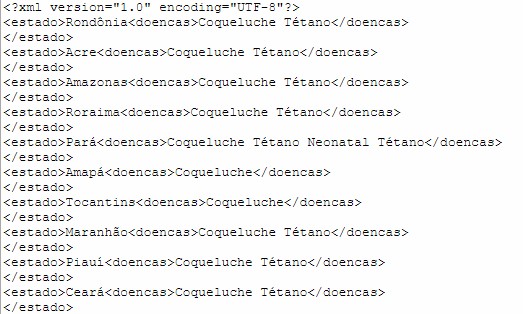 <?xml version="1.0" encoding="UTF-8"?>
<estado>Rondônia<doencas>Coqueluche Tétano</doencas>
</estado>
<estado>Acre<doencas>Coqueluche Tétano</doencas>
</estado>
<estado>Amazonas<doencas>Coqueluche Tétano</doencas>
</estado>
<estado>Roraima<doencas>Coqueluche Tétano</doencas>
</estado>
<estado>Pará<doencas>Coqueluche Tétano Neonatal Tétano</doencas>
</estado>
<estado>Amapá<doencas>Coqueluche</doencas>
</estado>
<estado>Tocantins<doencas>Coqueluche</doencas>
</estado>
<estado>Maranhão<doencas>Coqueluche Tétano</doencas>
</estado>
<estado>Piauí<doencas>Coqueluche Tétano</doencas>
</estado>
<estado>Ceará<doencas>Coqueluche Tétano</doencas>
</estado>